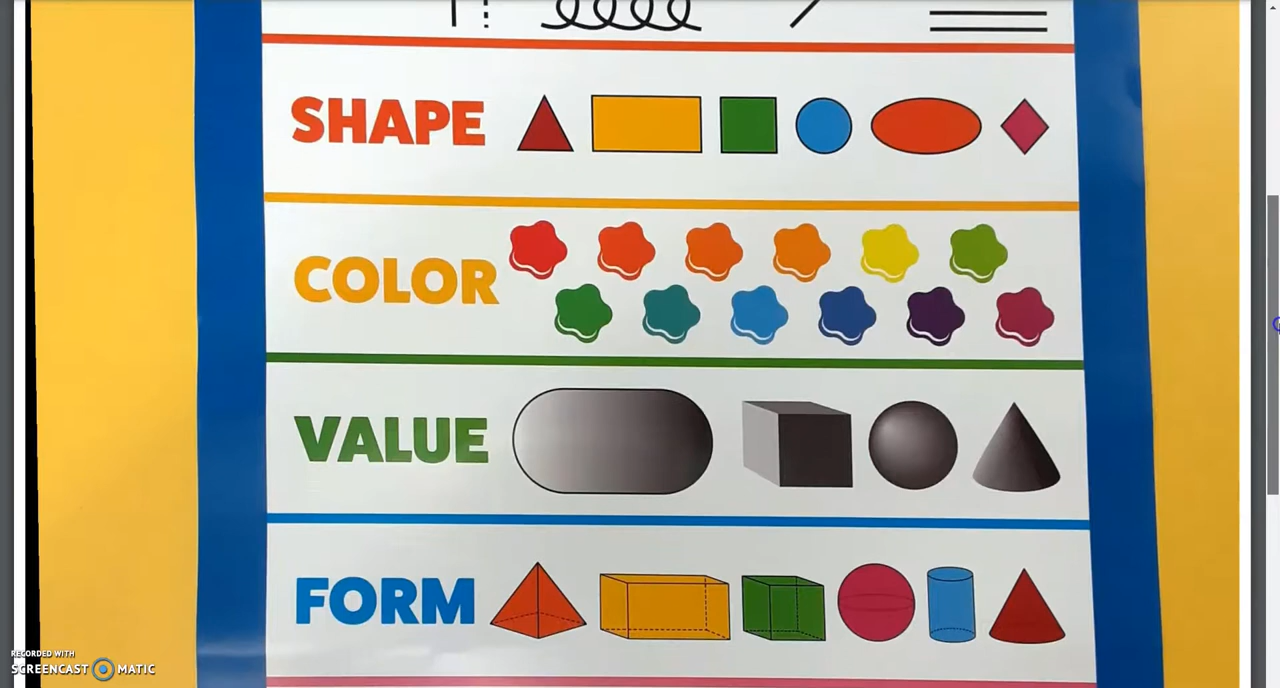 SHAPE
COLOR
VALUE
FORM
RECORDED WITH
SCREENCAST MATIC